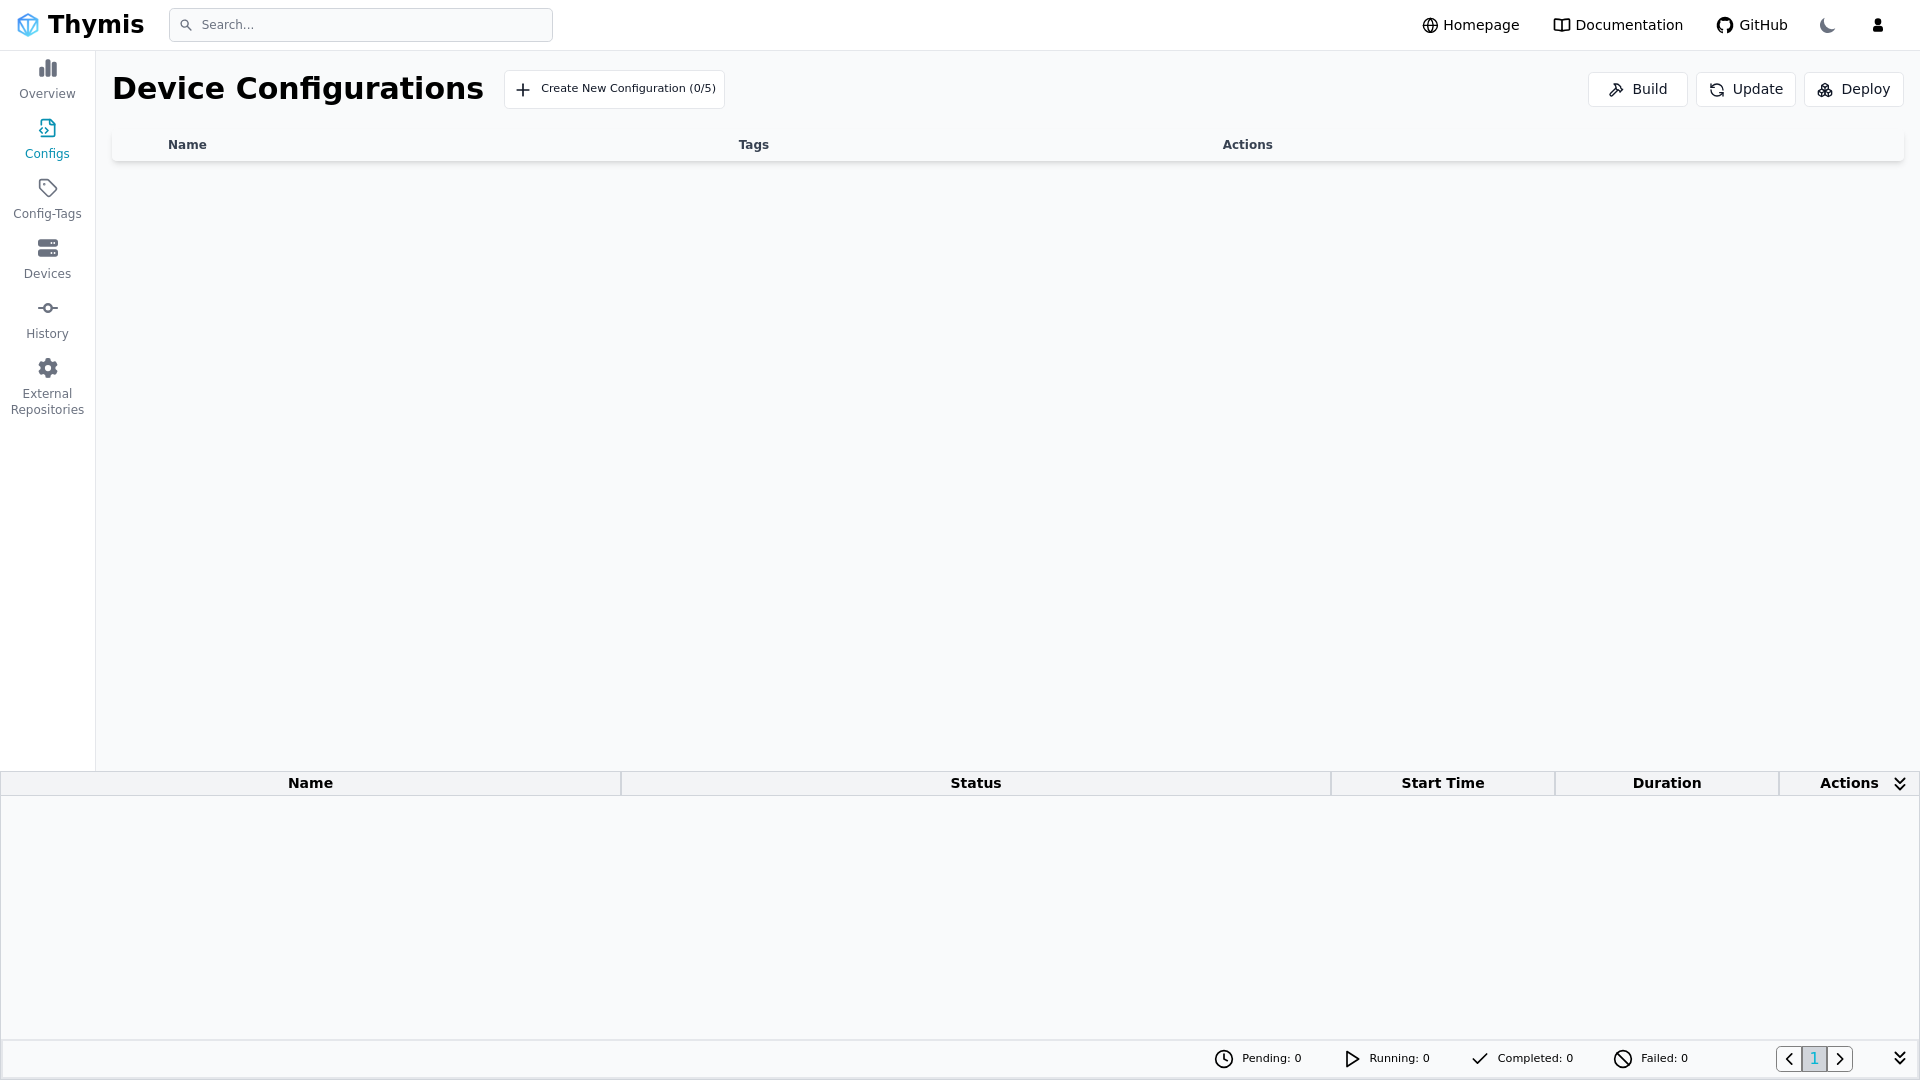 Thymis
Search...
Homepage
Documentation
GitHub
Overview
Configs
Config-Tags
Devices
History
External
Repositories
Device Configurations
Create New Configuration (0/5)
Build
Update
Deploy
Name Tags Actions
Name Status Start Time Duration Actions
Pending: 0
Running: 0
Completed: 0
Failed: 0
1